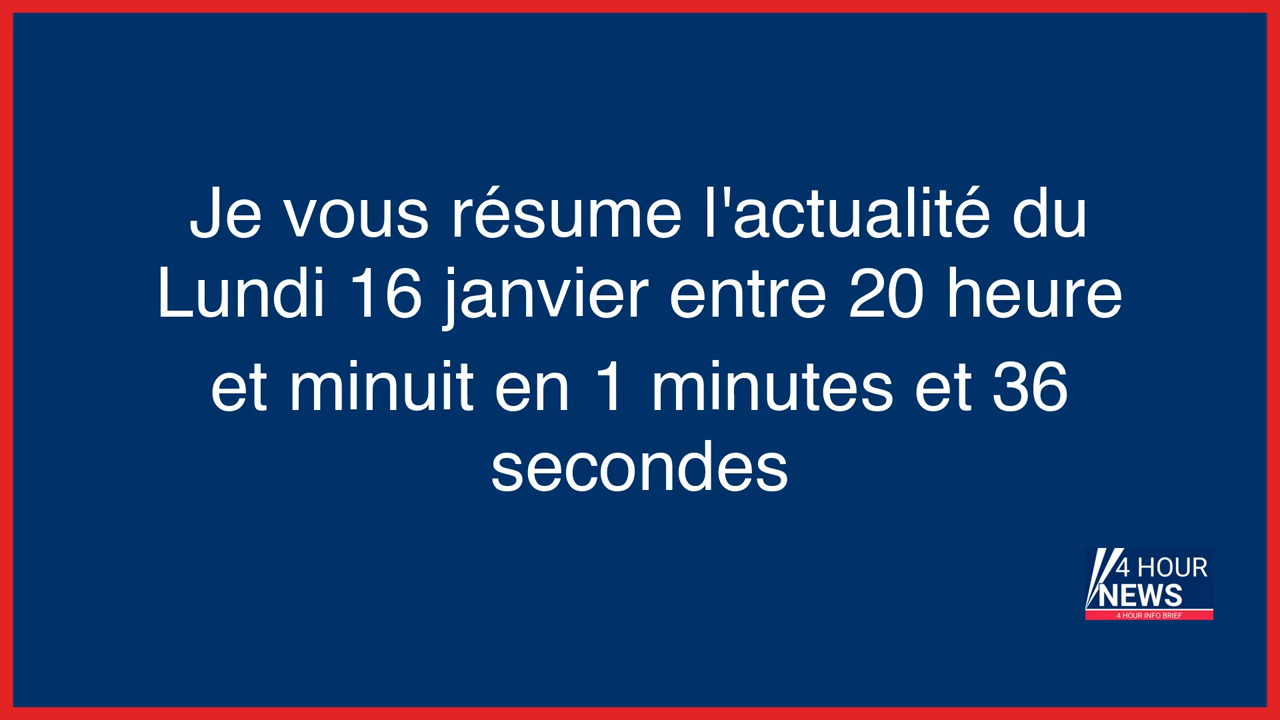 Je vous résume l'actualité du
Lundi 16 janvier entre 20 heure
et minuit en 1 minutes et 36
secondes
4 HOUR
NEWS
4 HOUR INFO BRIEF